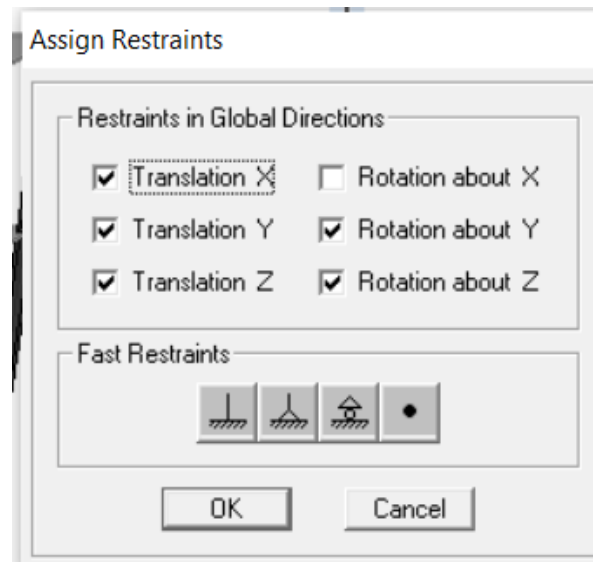 Assign Restraints
Restraints in Global Directions
Translation X Rotation about X
Translation Y Rotation about Y
Translation Z Rotation about Z
Fast Restraints
OK Cancel